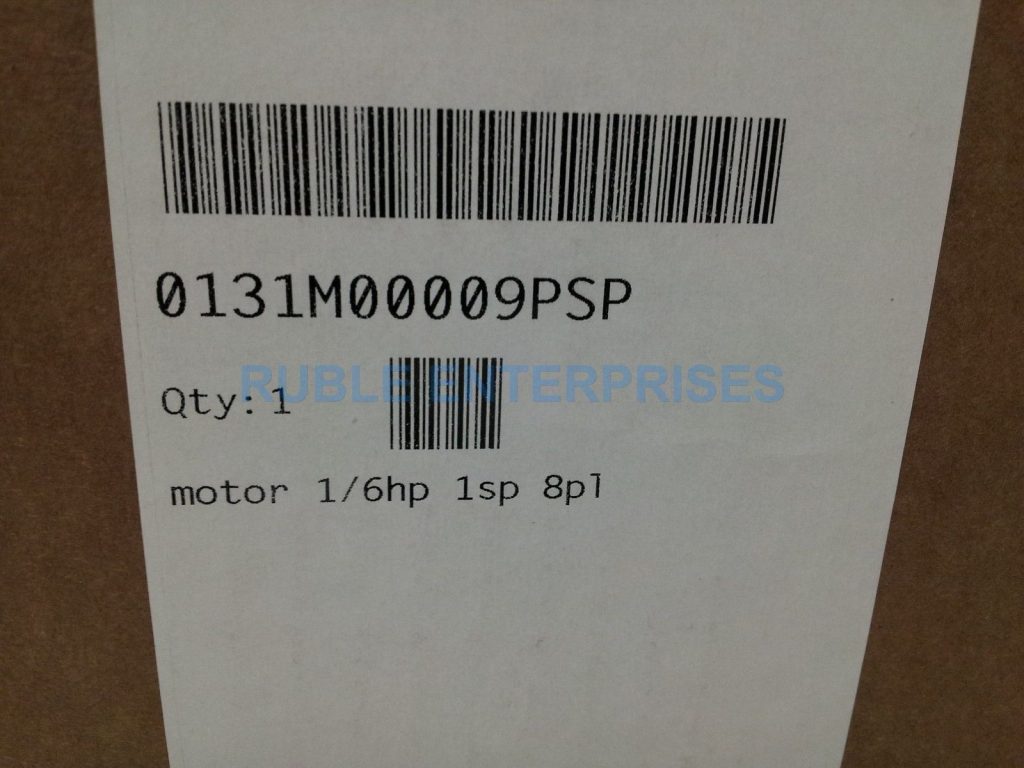 0131M00009PSP
Qty: 1
RUBLE ENTERPRISES
motor 1/6hp 1sp 8pl